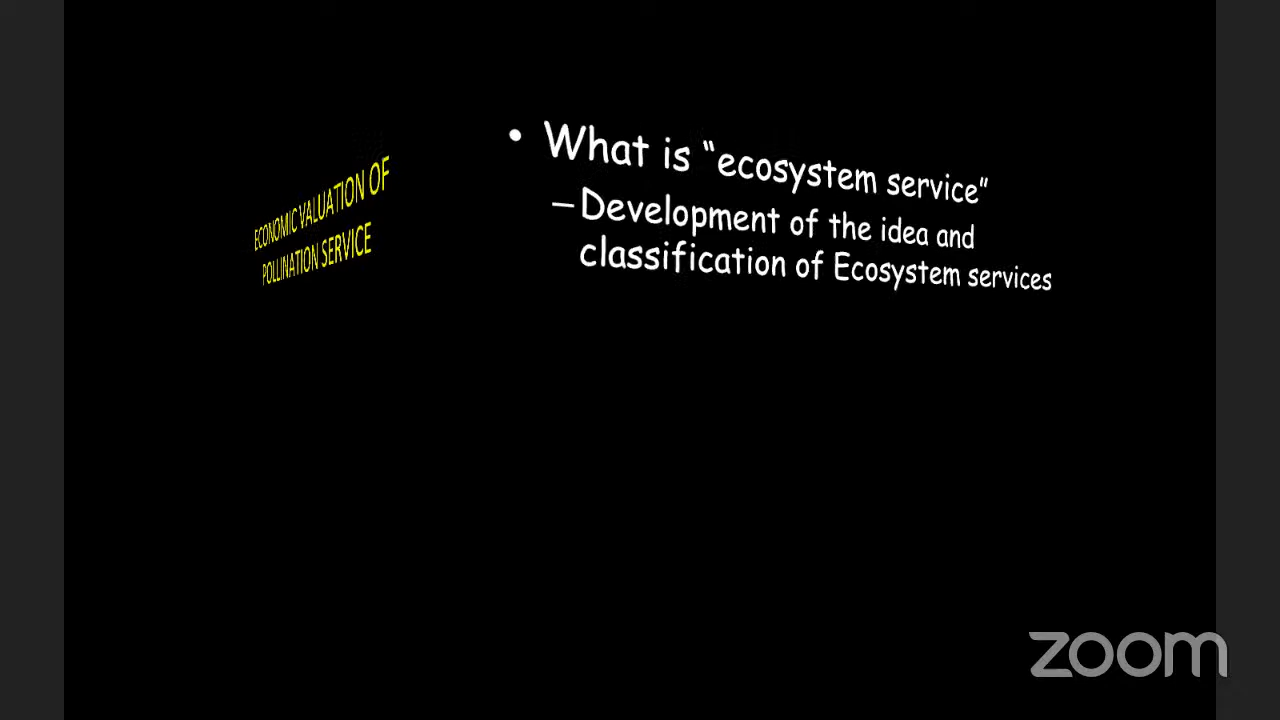 ECONOMIC VALUATION OF
POLLINATION SERVICE
• What is “ecosystem service”
– Development of the idea and
classification of Ecosystem services
zoom